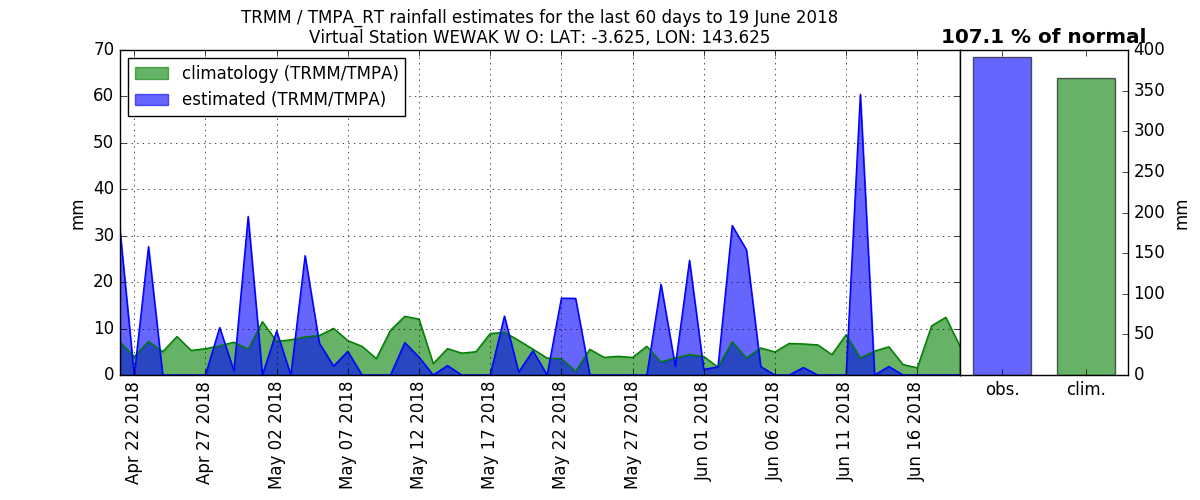 TRMM / TMPA_RT rainfall estimates for the last 60 days to 19 June 2018
Virtual Station WEWAK W O: LAT: -3.625, LON: 143.625
107.1 % of normal
climatology (TRMM/TMPA)
estimated (TRMM/TMPA)
70
60
50
40
30
20
10
0
mm
400
350
300
250
200
150
100
50
0
mm
Apr 22 2018
Apr 27 2018
May 02 2018
May 07 2018
May 12 2018
May 17 2018
May 22 2018
May 27 2018
Jun 01 2018
Jun 06 2018
Jun 11 2018
Jun 16 2018
obs.
clim.